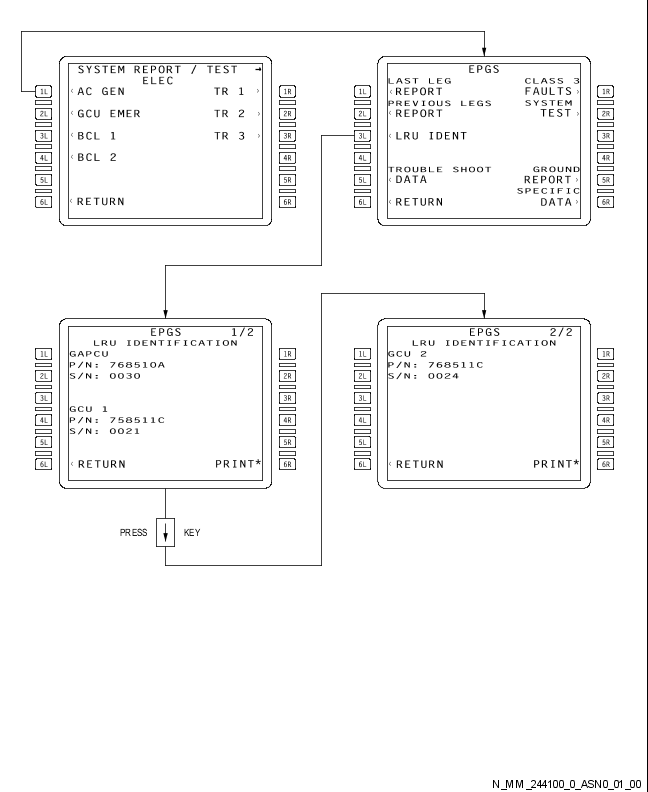 SYSTEM REPORT / TEST →
ELEC
1L ‹AC GEN TR 1 › 1R
2L ‹GCU EMER TR 2 › 2R
3L ‹BCL 1 TR 3 › 3R
4L ‹BCL 2 4R
5L 5R
6L ‹RETURN 6R
EPGS
LAST LEG CLASS 3
1L ‹REPORT FAULTS› 1R
PREVIOUS LEGS SYSTEM
2L ‹REPORT TEST› 2R
3L ‹LRU IDENT 3R
4L 4R
TROUBLE SHOOT GROUND
5L ‹DATA REPORT› 5R
SPECIFIC
6L ‹RETURN DATA› 6R
EPGS 1/2
LRU IDENTIFICATION
GAPCU
1L P/N: 768510A 1R
2L S/N: 0030 2R
3L 3R
GCU 1
4L P/N: 758511C 4R
S/N: 0021
5L 5R
6L ‹RETURN PRINT* 6R
EPGS 2/2
LRU IDENTIFICATION
GCU 2
1L P/N: 768511C 1R
2L S/N: 0024 2R
3L 3R
4L 4R
5L 5R
6L ‹RETURN PRINT* 6R
PRESS ↓ KEY
N_MM_244100_0_ASN0_01_00